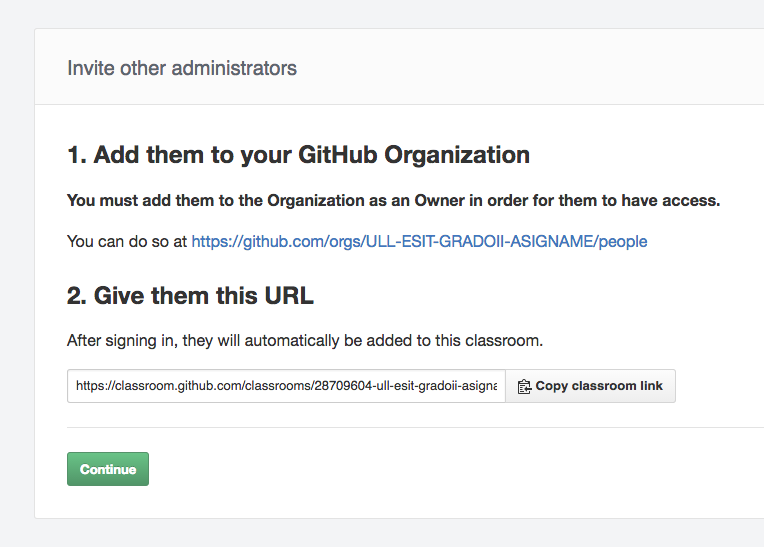 Invite other administrators
1. Add them to your GitHub Organization
You must add them to the Organization as an Owner in order for them to have access.
You can do so at https://github.com/orgs/ULL-ESIT-GRADOII-ASIGNAME/people
2. Give them this URL
After signing in, they will automatically be added to this classroom.
https://classroom.github.com/classrooms/28709604-ull-esit-gradoii-asigna
Copy classroom link
Continue